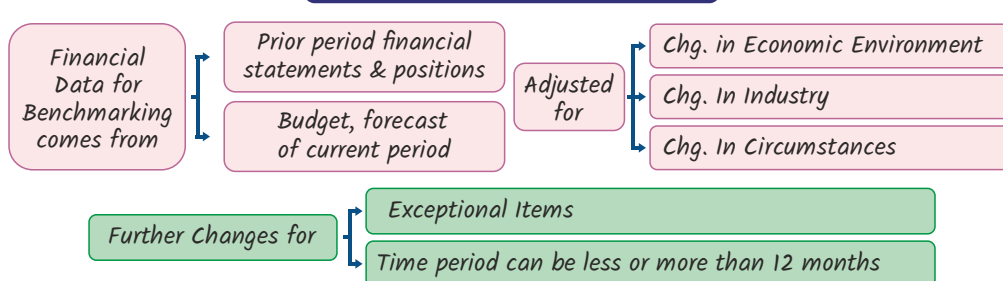 Financial
Data for
Benchmarking
comes from
Prior period financial
statements & positions
Budget, forecast
of current period
Adjusted
for
Chg. in Economic Environment
Chg. In Industry
Chg. In Circumstances
Further Changes for
Exceptional Items
Time period can be less or more than 12 months